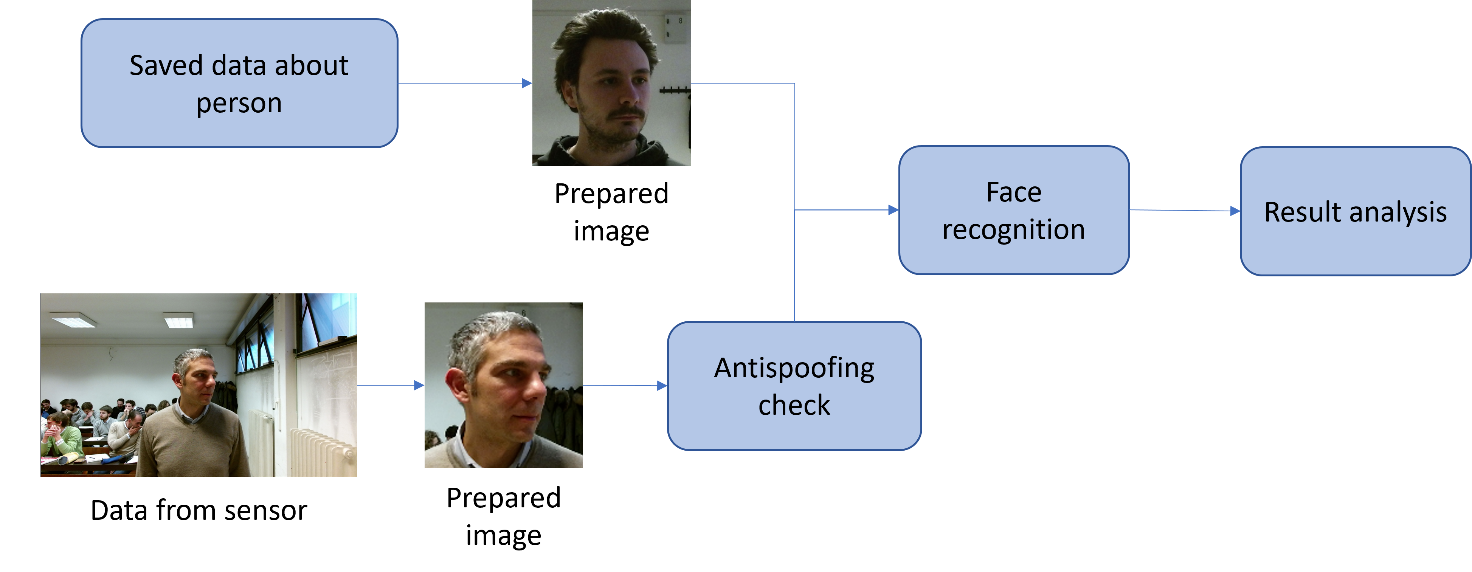 Saved data about
person
Prepared
image
Face
recognition
Result analysis
Antispoofing
check
Data from sensor
Prepared
image